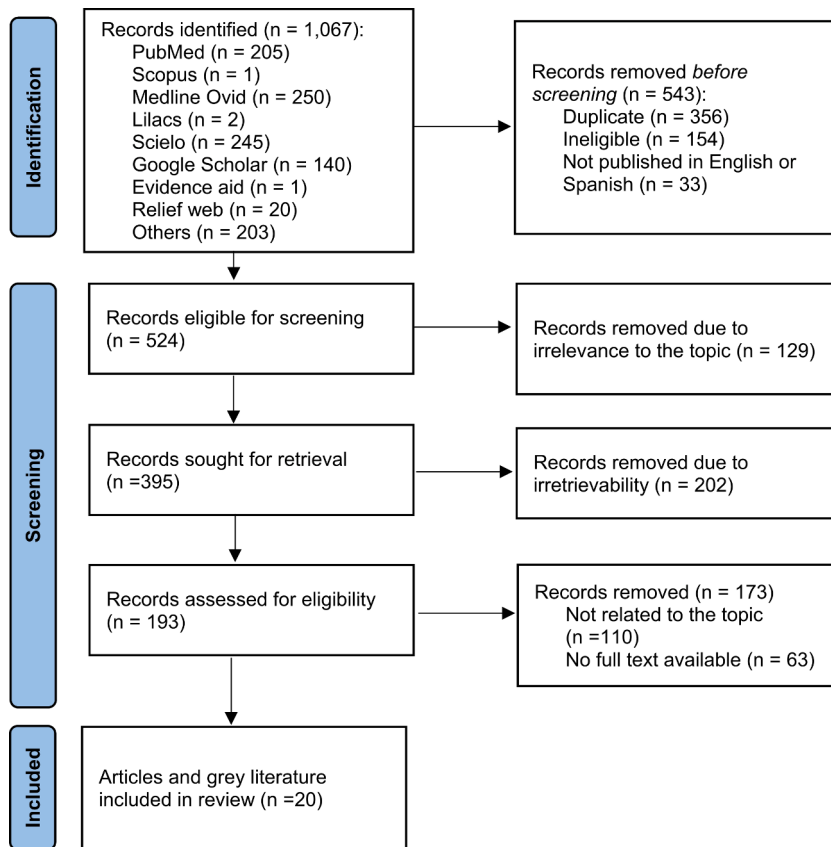 Identification
Records identified (n = 1,067):
PubMed (n = 205)
Scopus (n = 1)
Medline Ovid (n = 250)
Lilacs (n = 2)
Scielo (n = 245)
Google Scholar (n = 140)
Evidence aid (n = 1)
Relief web (n = 20)
Others (n = 203)
Records removed before
screening (n = 543):
Duplicate (n = 356)
Ineligible (n = 154)
Not published in English or
Spanish (n = 33)
Screening
Records eligible for screening
(n = 524)
Records removed due to
irrelevance to the topic (n = 129)
Records sought for retrieval
(n =395)
Records removed due to
irretrievability (n = 202)
Records assessed for eligibility
(n = 193)
Records removed (n = 173)
Not related to the topic
(n =110)
No full text available (n = 63)
Included
Articles and grey literature
included in review (n =20)